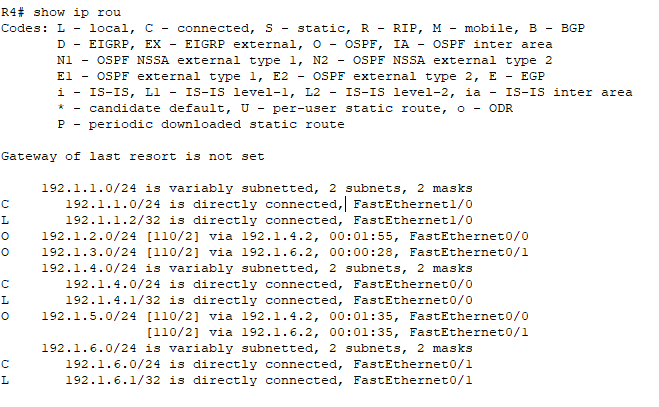 R4# show ip rou
Codes: L - local, C - connected, S - static, R - RIP, M - mobile, B - BGP
       D - EIGRP, EX - EIGRP external, O - OSPF, IA - OSPF inter area
       N1 - OSPF NSSA external type 1, N2 - OSPF NSSA external type 2
       E1 - OSPF external type 1, E2 - OSPF external type 2, E - EGP
       i - IS-IS, L1 - IS-IS level-1, L2 - IS-IS level-2, ia - IS-IS inter area
       * - candidate default, U - per-user static route, o - ODR
       P - periodic downloaded static route

Gateway of last resort is not set

     192.1.1.0/24 is variably subnetted, 2 subnets, 2 masks
C       192.1.1.0/24 is directly connected, FastEthernet1/0
L       192.1.1.2/32 is directly connected, FastEthernet1/0
O    192.1.2.0/24 [110/2] via 192.1.4.2, 00:01:55, FastEthernet0/0
O    192.1.3.0/24 [110/2] via 192.1.6.2, 00:00:28, FastEthernet0/1
     192.1.4.0/24 is variably subnetted, 2 subnets, 2 masks
C       192.1.4.0/24 is directly connected, FastEthernet0/0
L       192.1.4.1/32 is directly connected, FastEthernet0/0
O    192.1.5.0/24 [110/2] via 192.1.4.2, 00:01:35, FastEthernet0/0
                  [110/2] via 192.1.6.2, 00:01:35, FastEthernet0/1
     192.1.6.0/24 is variably subnetted, 2 subnets, 2 masks
C       192.1.6.0/24 is directly connected, FastEthernet0/1
L       192.1.6.1/32 is directly connected, FastEthernet0/1